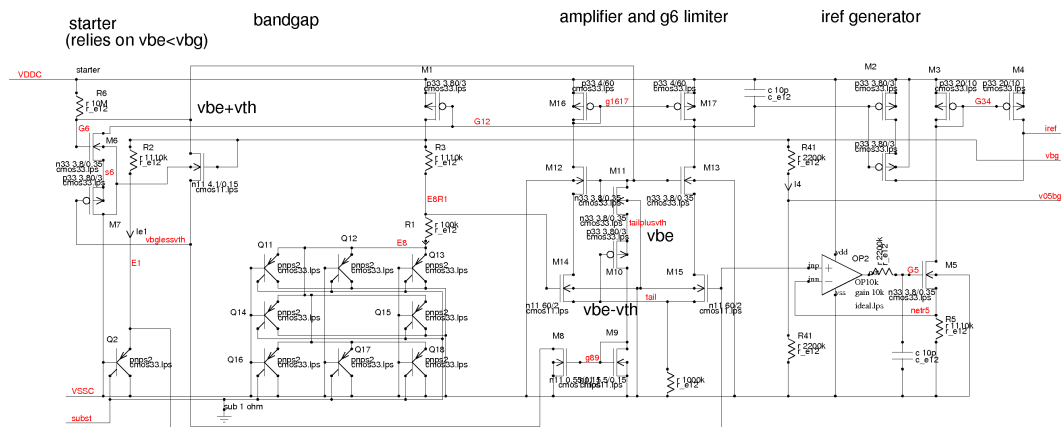 starter
(relies on vbe<vbg)
bandgap
amplifier and g6 limiter
iref generator
VDDC
starter
R6
r 10M
r_e12
G6
M6
n33 3.8/0.35
cmos33.lps
p33 3.80/3
cmos33.lps
s6
M7
R2
r 1110k
r_e12
Ie1
vbe+vth
n11 4.1/0.15
cmos11.lps
vbglessvth
E1
Q2
pnps2
cmos33.lps
VSSC
subst
M1
p33 3.80/3
cmos33.lps
G12
R3
r 1110k
r_e12
E8R1
R1
r 100k
r_e12
E8
Q11
pnps2
cmos33.lps
Q12
pnps2
cmos33.lps
Q13
pnps2
cmos33.lps
Q14
pnps2
cmos33.lps
pnps2
cmos33.lps
Q15
pnps2
cmos33.lps
Q16
pnps2
cmos33.lps
Q17
pnps2
cmos33.lps
Q18
pnps2
cmos33.lps
sub 1 ohm
p33 4/60
cmos33.lps
M16
g1617
p33 4/60
cmos33.lps
M17
c 10p
c_e12
M12
M11
M13
n33 3.8/0.35
cmos33.lps
n33 3.8/0.35
cmos33.lps
tailplusvth
p33 3.80/3
cmos33.lps
vbe
M10
M14
M15
n11 60/2
cmos11.lps
tail
n11 60/2
cmos11.lps
vbe-vth
M8
g89
M9
r 1000k
r_e12
M2
p33 3.80/3
cmos33.lps
M3
p33 20/10
cmos33.lps
G34
M4
p33 20/10
cmos33.lps
iref
vbg
v05bg
R41
r 2200k
r_e12
I4
p33 3.80/3
cmos33.lps
inp
inn
vdd
vss
OP2
OP10k
gain 10k
ideal.lps
r 2200k
r_e12
G5
M5
n33 3.8/0.35
cmos33.lps
netr5
R5
r 1110k
r_e12
c 10p
c_e12
R41
r 2200k
r_e12